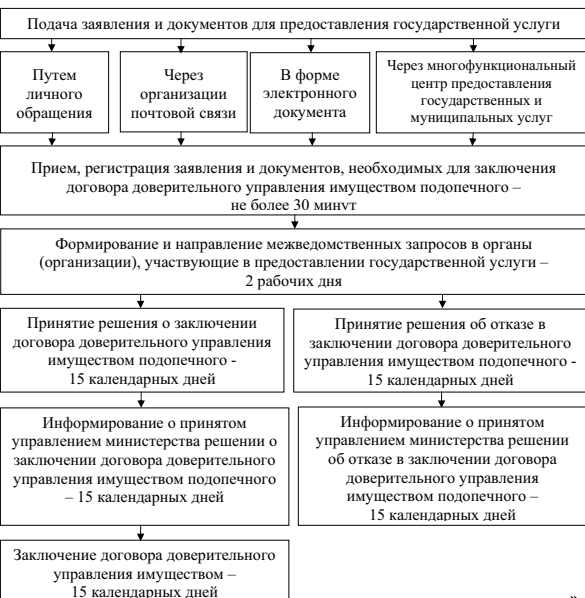 Подача заявления и документов для предоставления государственной услуги
Путем
личного
обращения
Через
организации
почтовой связи
В форме
электронного
документа
Через многофункциональный
центр предоставления
государственных и
муниципальных услуг
Прием, регистрация заявления и документов, необходимых для заключения
договора доверительного управления имуществом подопечного –
не более 30 минут
Формирование и направление межведомственных запросов в органы
(организации), участвующие в предоставлении государственной услуги –
2 рабочих дня
Принятие решения о заключении
договора доверительного управления
имуществом подопечного -
15 календарных дней
Принятие решения об отказе в
заключении договора доверительного
управления имуществом подопечного -
15 календарных дней
Информирование о принятом
управлением министерства решении о
заключении договора доверительного
управления имуществом подопечного
– 15 календарных дней
Информирование о принятом
управлением министерства решении
об отказе в заключении договора
доверительного управления
имуществом подопечного –
15 календарных дней
Заключение договора доверительного
управления имуществом –
15 календарных дней
»